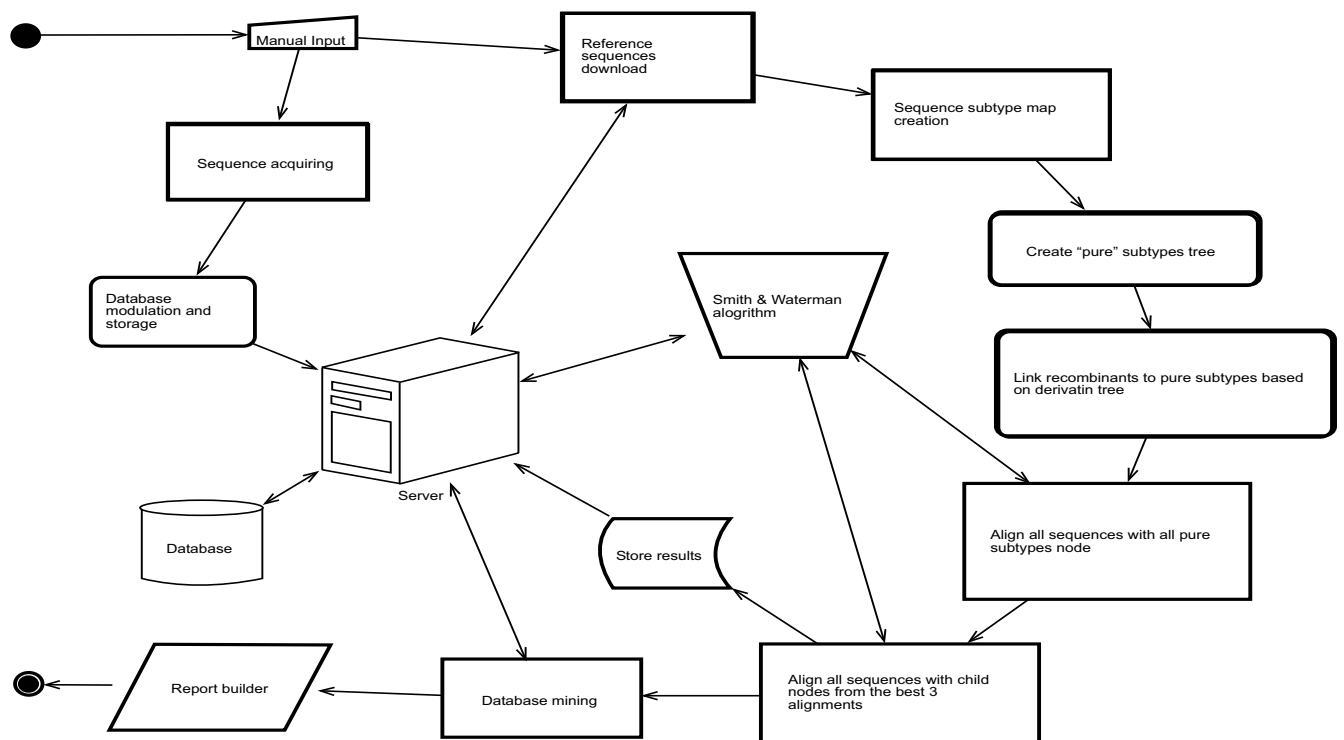 Manual Input
Reference
sequences
download
Sequence subtype map
creation
Sequence acquiring
Create “pure” subtypes tree
Database
modulation and
storage
Smith & Waterman
alogrithm
Link recombinants to pure subtypes based
on derivatin tree
Server
Database
Store results
Align all sequences with all pure
subtypes node
Report builder
Database mining
Align all sequences with child
nodes from the best 3
alignments